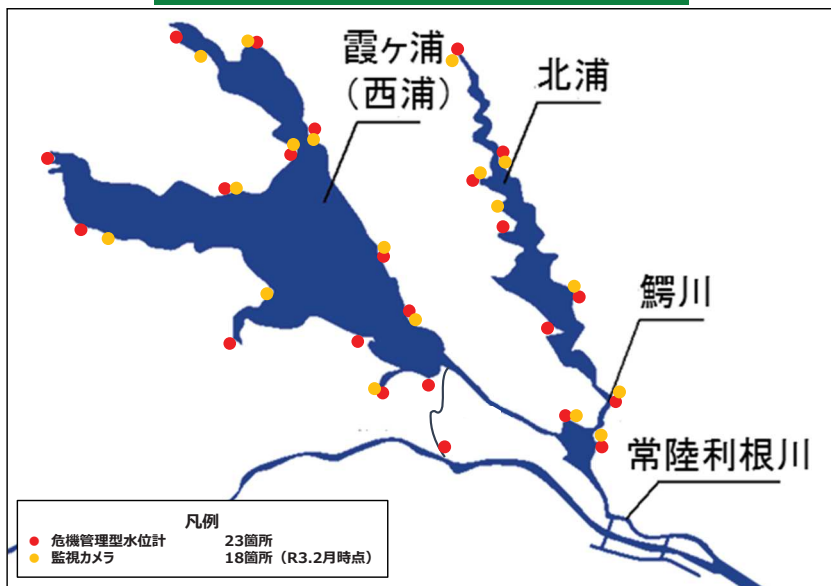 霞ヶ浦
（西浦）
北浦
鰐川
常陸利根川
凡例
危機管理型水位計 23箇所
監視カメラ 18箇所（R3.2月時点）